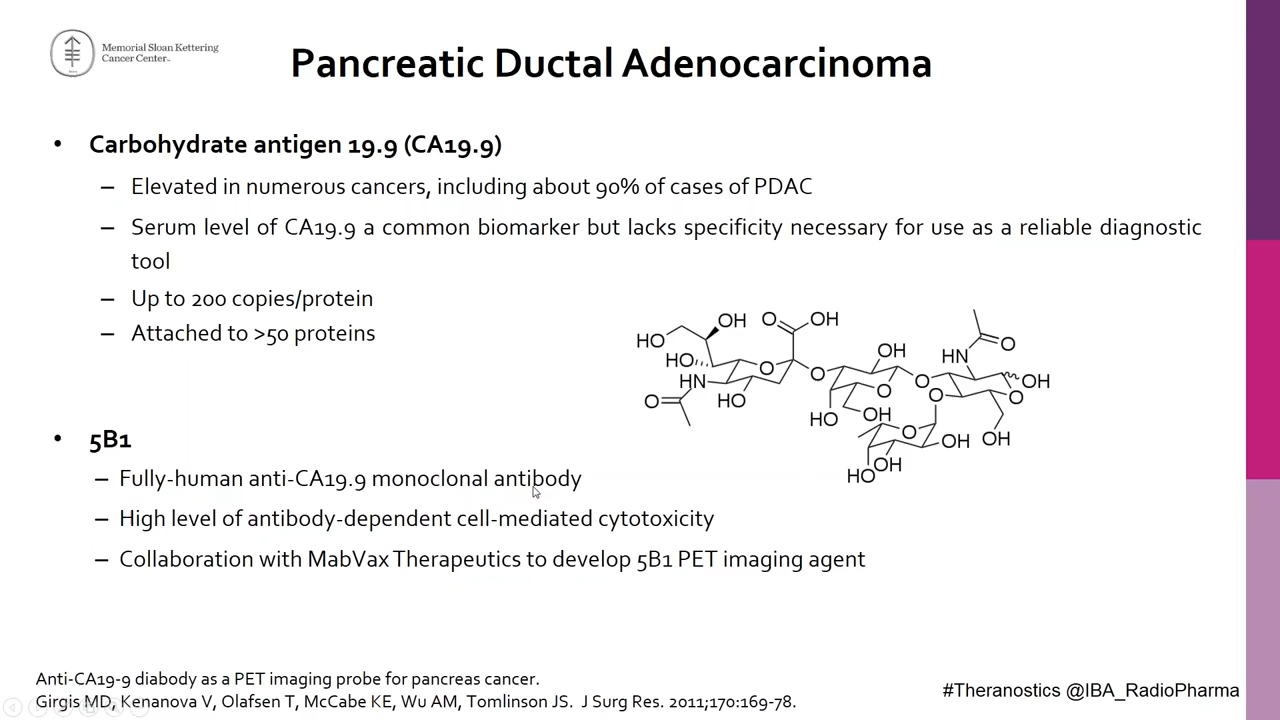 Memorial Sloan Kettering
Cancer Center™
Pancreatic Ductal Adenocarcinoma
• Carbohydrate antigen 19.9 (CA19.9)
– Elevated in numerous cancers, including about 90% of cases of PDAC
– Serum level of CA19.9 a common biomarker but lacks specificity necessary for use as a reliable diagnostic
tool
– Up to 200 copies/protein
– Attached to >50 proteins
HO OH O OH
HO
HN
O
HO
O
O
OH
O
HO OH
O
HN
O
OH
O
O
OH
O
OH
OH
HO
• 5B1
– Fully-human anti-CA19.9 monoclonal antibody
– High level of antibody-dependent cell-mediated cytotoxicity
– Collaboration with MabVax Therapeutics to develop 5B1 PET imaging agent
Anti-CA19-9 diabody as a PET imaging probe for pancreas cancer.
Girgis MD, Kenanova V, Olafsen T, McCabe KE, Wu AM, Tomlinson JS. J Surg Res. 2011;170:169-78.
#Theranostics @IBA_RadioPharma